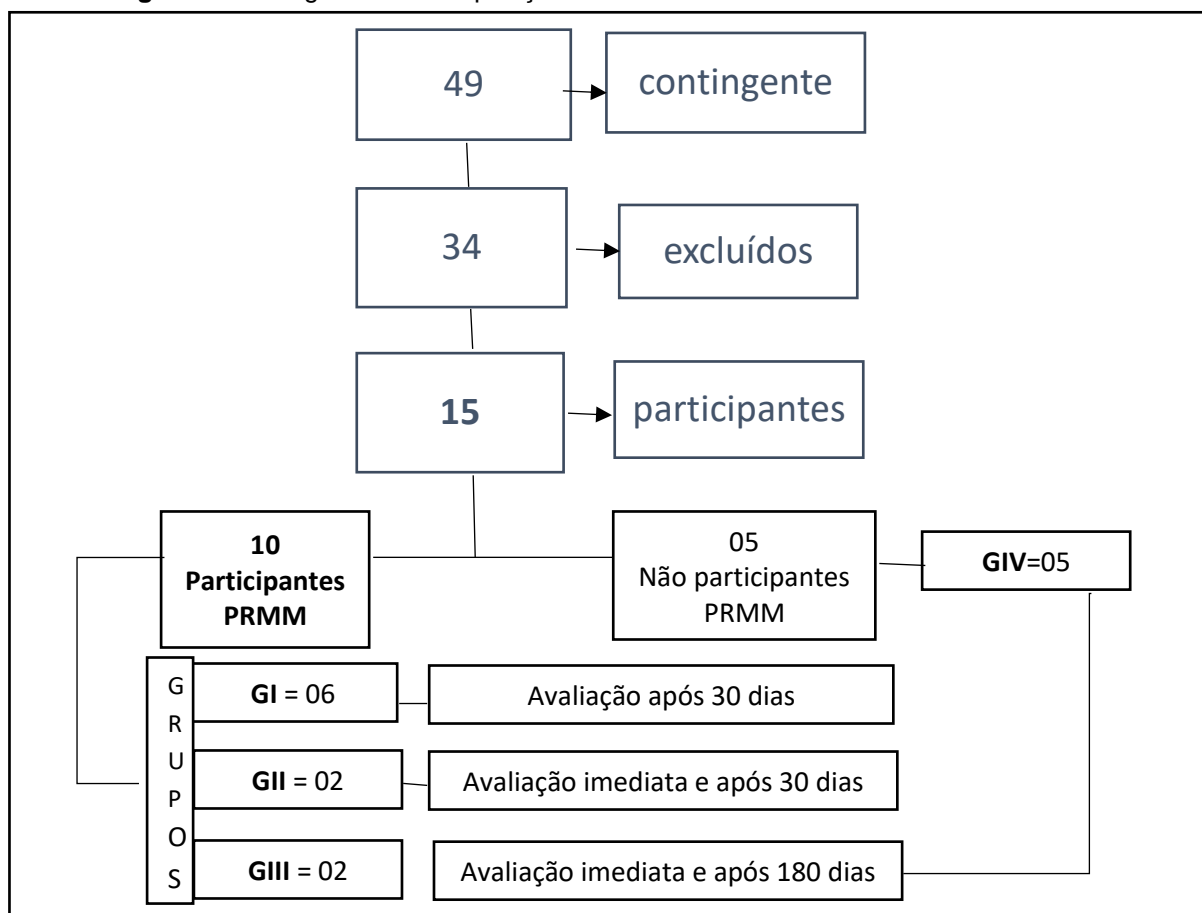 49
contingente
34
excluídos
15
participantes
10
Participantes
PRMM
05
Não participantes
PRMM
GIV=05
G
R
U
P
O
S
GI = 06
Avaliação após 30 dias
GII = 02
Avaliação imediata e após 30 dias
GIII = 02
Avaliação imediata e após 180 dias